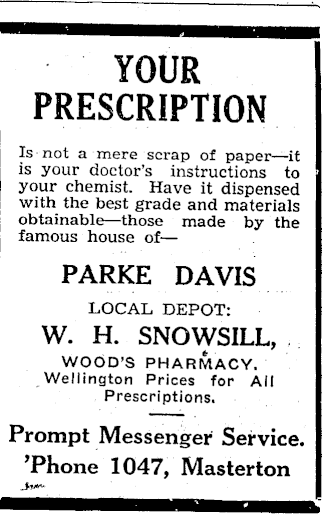 YOUR
PRESCRIPTION
Is not a mere scrap of paper—it
is your doctor's instructions to
your chemist. Have it dispensed
with the best grade and materials
obtainable—those made by the
famous house of—
PARKE DAVIS
LOCAL DEPOT:
W. H. SNOWSILL,
WOOD'S PHARMACY.
Wellington Prices for All
Prescriptions.
Prompt Messenger Service.
'Phone 1047, Masterton